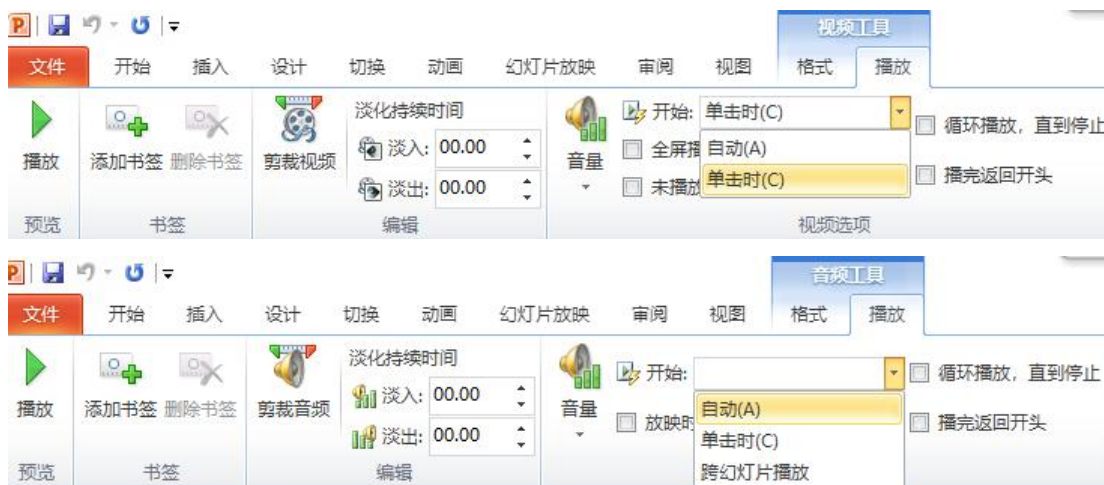 视频工具
文件 开始 插入 设计 切换 动画 幻灯片放映 审阅 视图 格式 播放
淡化持续时间
开始: 单击时(C)
循环播放，直到停止
播放 添加书签 删除书签 剪裁视频
淡入: 00.00
音量
全屏播
自动(A)
淡出: 00.00
未播放
单击时(C)
播完返回开头
预览 书签 编辑 视频选项
音频工具
文件 开始 插入 设计 切换 动画 幻灯片放映 审阅 视图 格式 播放
淡化持续时间
开始:
循环播放，直到停止
播放 添加书签 删除书签 剪裁音频
淡入: 00.00
音量
放映时
自动(A)
播完返回开头
淡出: 00.00
单击时(C)
预览 书签 编辑
跨幻灯片播放